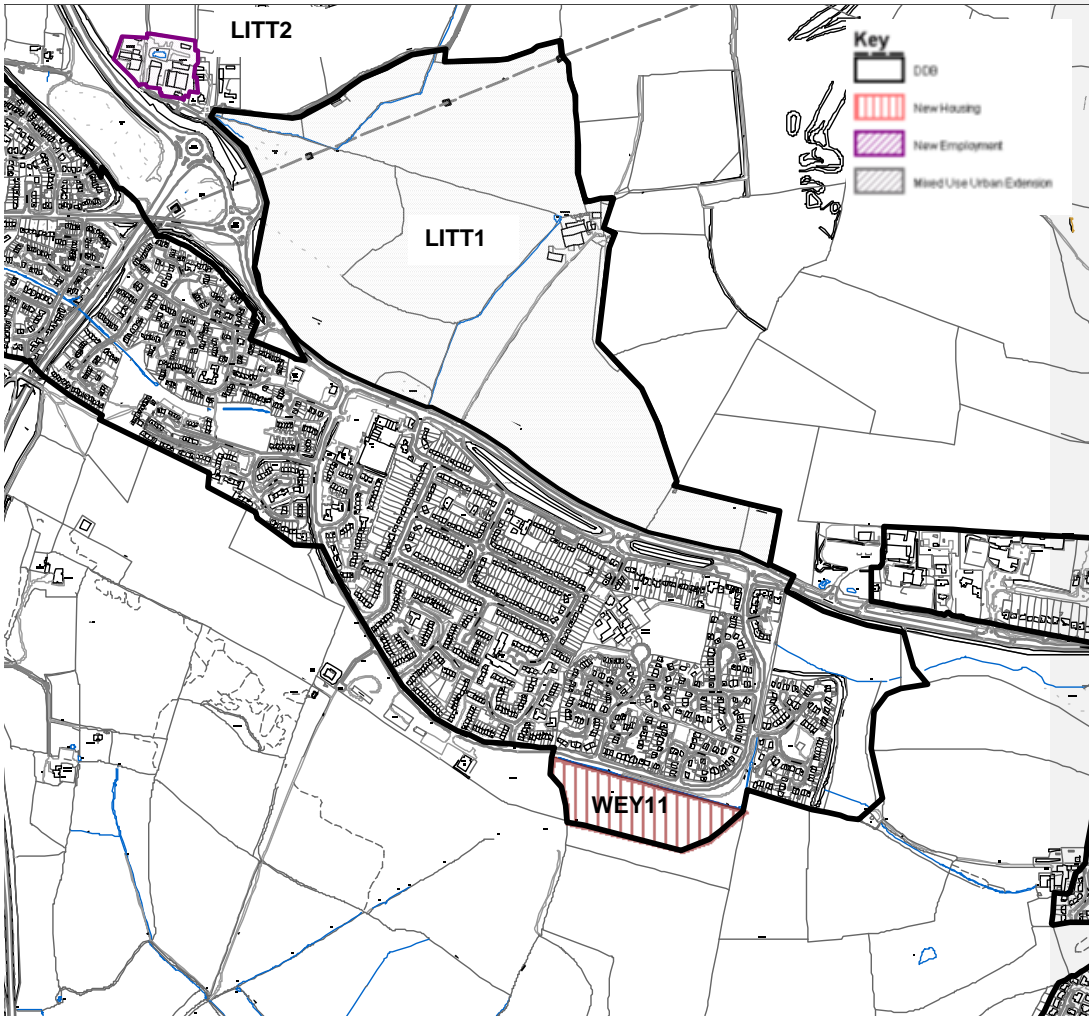 LITT2
Key
DDB
New Housing
New Employment
Mixed Use Urban Extension
LITT1
WEY11